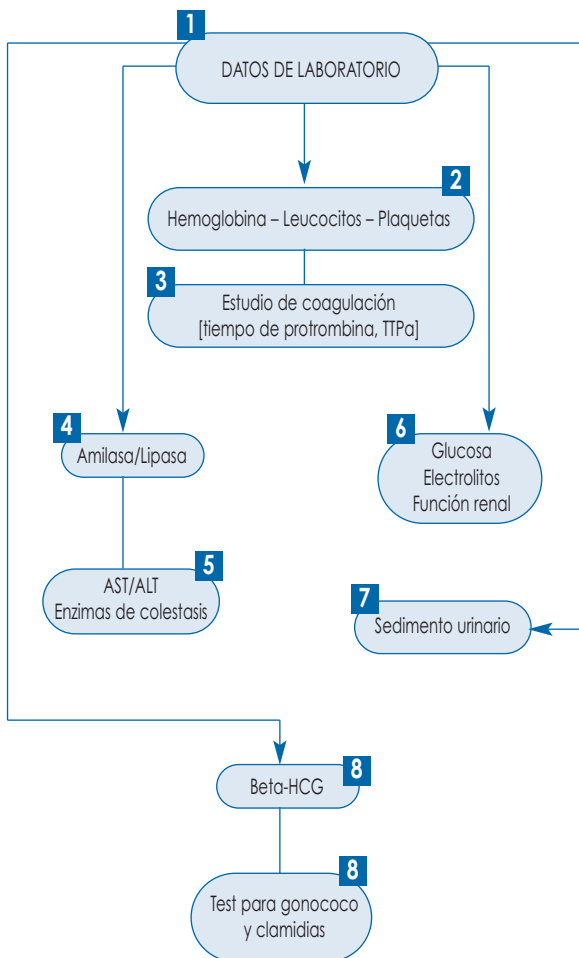 1
DATOS DE LABORATORIO
2
Hemoglobina – Leucocitos – Plaquetas
3
Estudio de coagulación
[tiempo de protrombina, TTPa]
4
Amilasa/Lipasa
6
Glucosa
Electrolitos
Función renal
5
AST/ALT
Enzimas de colestasis
7
Sedimento urinario
8
Beta-HCG
8
Test para gonococo
y clamidias